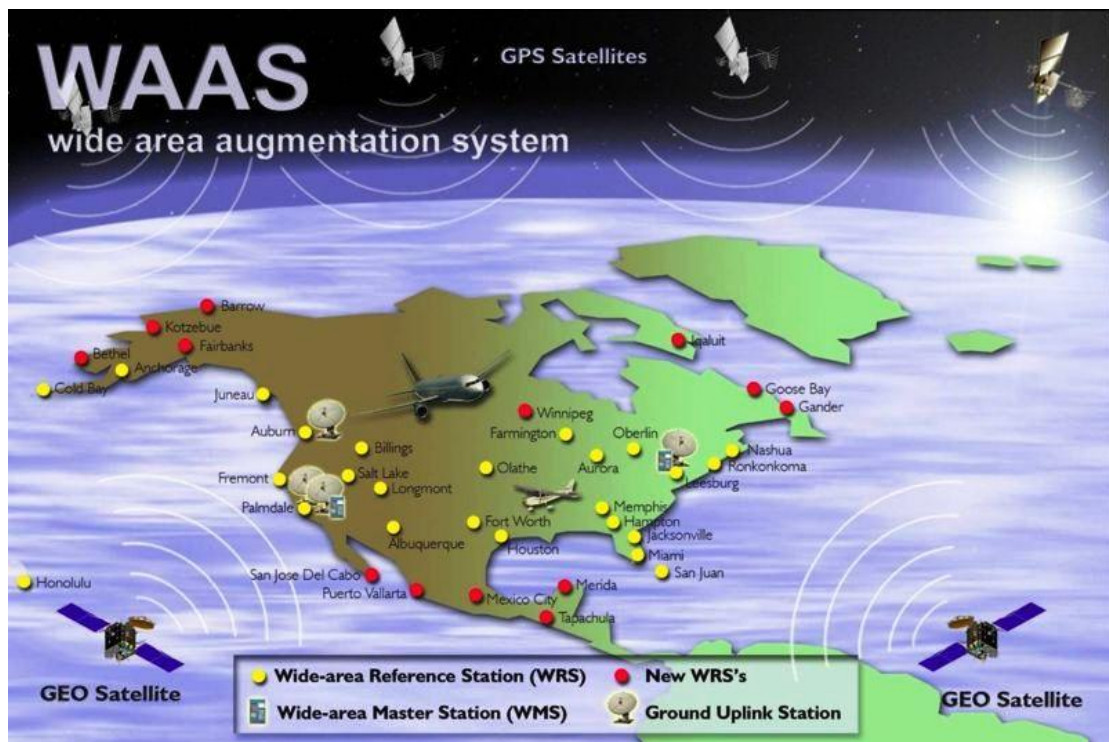 WAAS
wide area augmentation system
GPS Satellites
Barrow
Kotzebue
Fairbanks
Bethel
Anchorage
Cold Bay
Juneau
Iqaluit
Goose Bay
Gander
Winnipeg
Auburn
Farmington
Oberlin
Billings
Nashua
Aurora
Ronkonkoma
Olathe
Fremont
Salt Lake
Leesburg
Longmont
Palmdale
Memphis
Fort Worth
Hampton
Albuquerque
Houston
Jacksonville
Miami
San Jose Del Cabo
San Juan
Honolulu
Puerto Vallarta
Merida
Mexico City
Tapachula
GEO Satellite
GEO Satellite
Wide-area Reference Station (WRS)
New WRS's
Wide-area Master Station (WMS)
Ground Uplink Station